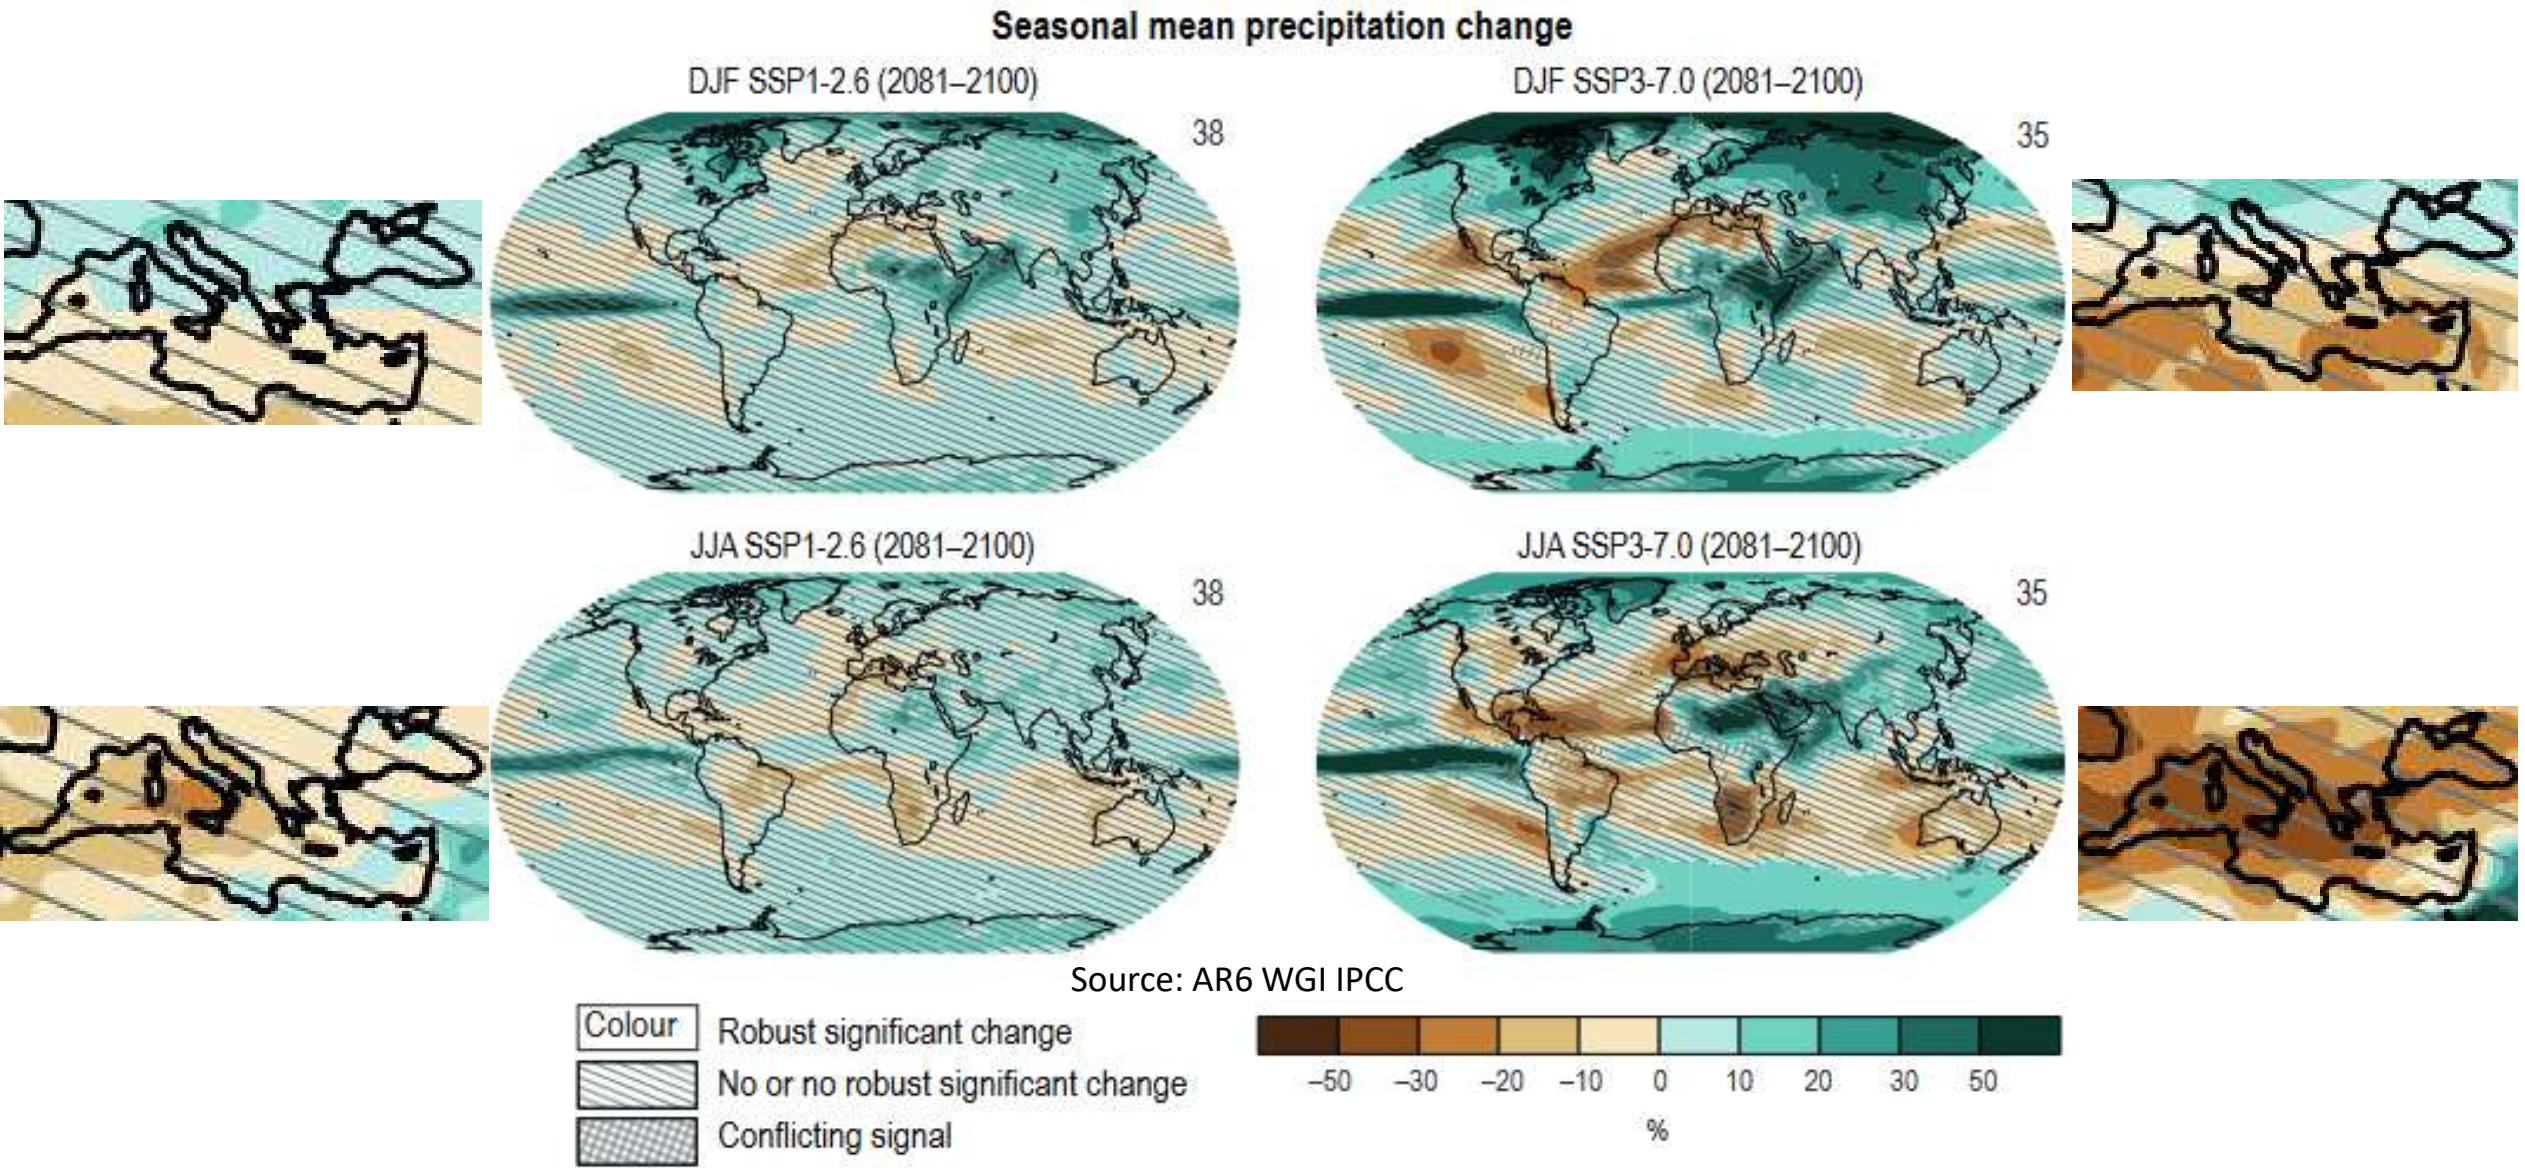 Seasonal mean precipitation change
DJF SSP1-2.6 (2081–2100)
38
DJF SSP3-7.0 (2081–2100)
35
JJA SSP1-2.6 (2081–2100)
38
JJA SSP3-7.0 (2081–2100)
35
Source: AR6 WGI IPCC
Colour Robust significant change
No or no robust significant change
Conflicting signal
–50 –30 –20 –10 0 10 20 30 50
%